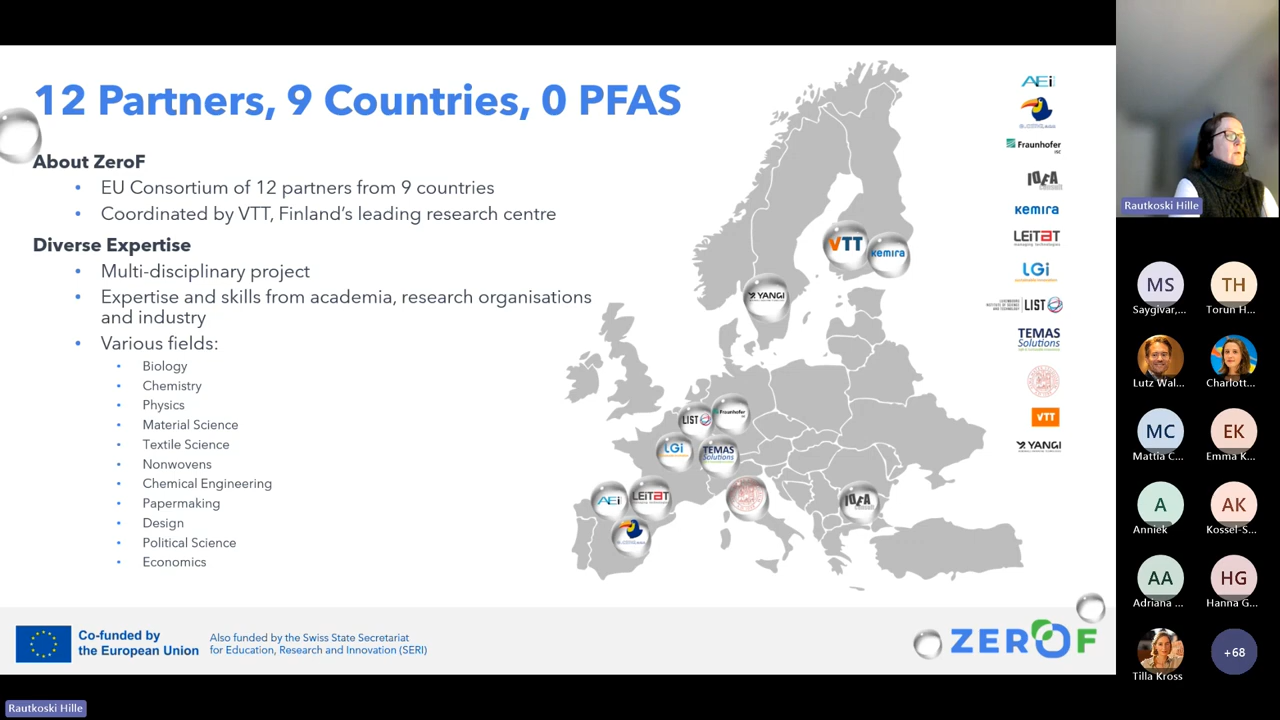 12 Partners, 9 Countries, 0 PFAS
About ZeroF
• EU Consortium of 12 partners from 9 countries
• Coordinated by VTT, Finland's leading research centre
Diverse Expertise
• Multi-disciplinary project
• Expertise and skills from academia, research organisations
and industry
• Various fields:
• Biology
• Chemistry
• Physics
• Material Science
• Textile Science
• Nonwovens
• Chemical Engineering
• Papermaking
• Design
• Political Science
• Economics
VTT
kemira
YANGI
LIST
Fraunhofer
LGi
TEMAS
Solutions
AEi
LEITAT
IDEA
AEi
Fraunhofer
ISC
IDEA
kemira
LEITAT
managing technologies
LGi
LIST
TEMAS
Solutions
VTT
YANGI
Co-funded by
the European Union
Also funded by the Swiss State Secretariat
for Education, Research and Innovation (SERI)
ZEROF
Rautkoski Hille
Rautkoski Hille
MS
Saygivar,...
TH
Torun H...
Lutz Wal...
Charlott...
MC
Mattia C...
EK
Emma K...
A
Anniek
AK
Kossel-S...
AA
Adriana ...
HG
Hanna G...
Tilla Kross
+68